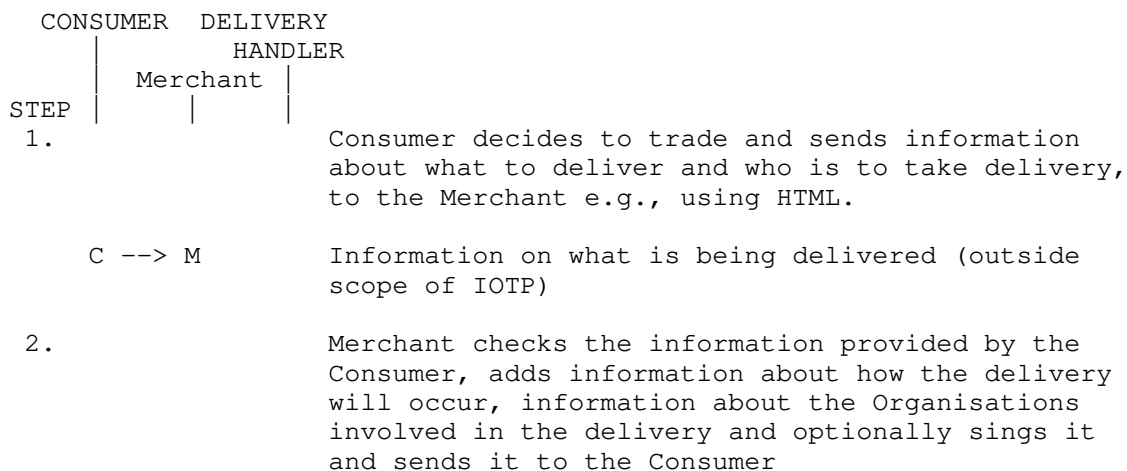 CONSUMER DELIVERY
| HANDLER
| Merchant |
STEP | | |
1. Consumer decides to trade and sends information
about what to deliver and who is to take delivery,
to the Merchant e.g., using HTML.
C --> M Information on what is being delivered (outside
scope of IOTP)
2. Merchant checks the information provided by the
Consumer, adds information about how the delivery
will occur, information about the Organisations
involved in the delivery and optionally sings it
and sends it to the Consumer